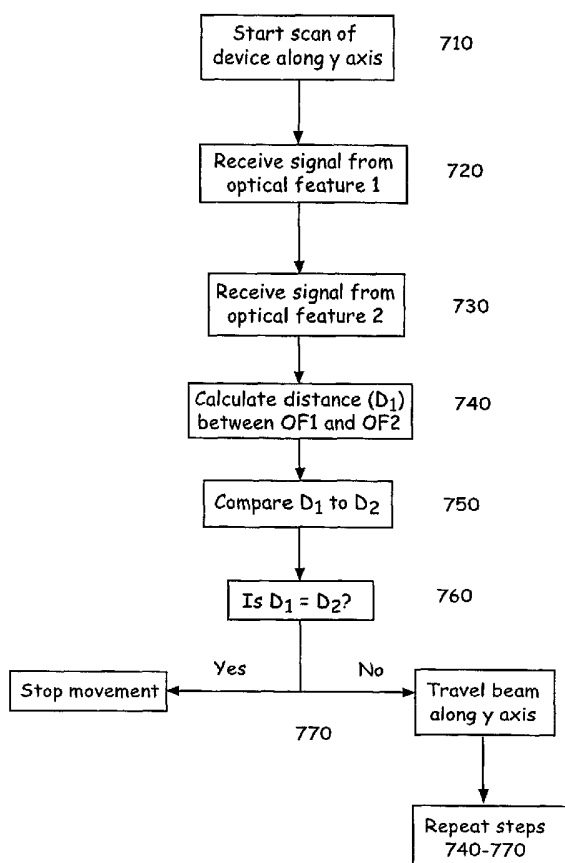 Start scan of
device along y axis
710
Receive signal from
optical feature 1
720
Receive signal from
optical feature 2
730
Calculate distance (D1)
between OF1 and OF2
740
Compare D1 to D2
750
Is D1 = D2?
760
Yes
No
Stop movement
Travel beam
along y axis
770
Repeat steps
740-770